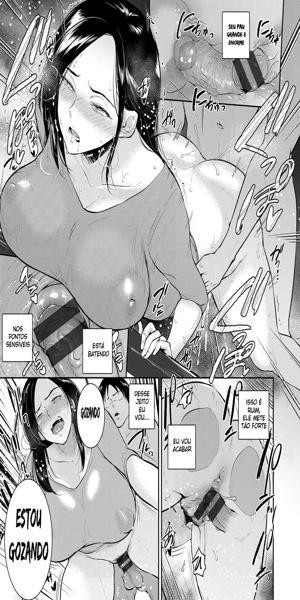 SEU PAU
GRANDE E
ENORME
NOS
PONTOS
SENSÍVEIS
ESTÁ
BATENDO
ISSO É
RUIM,
ELE METE
TÃO FORTE
DESSE
JEITO
EU
VOU...
EU VOU
ACABAR
GOZANDO
ESTOU
GOZANDO